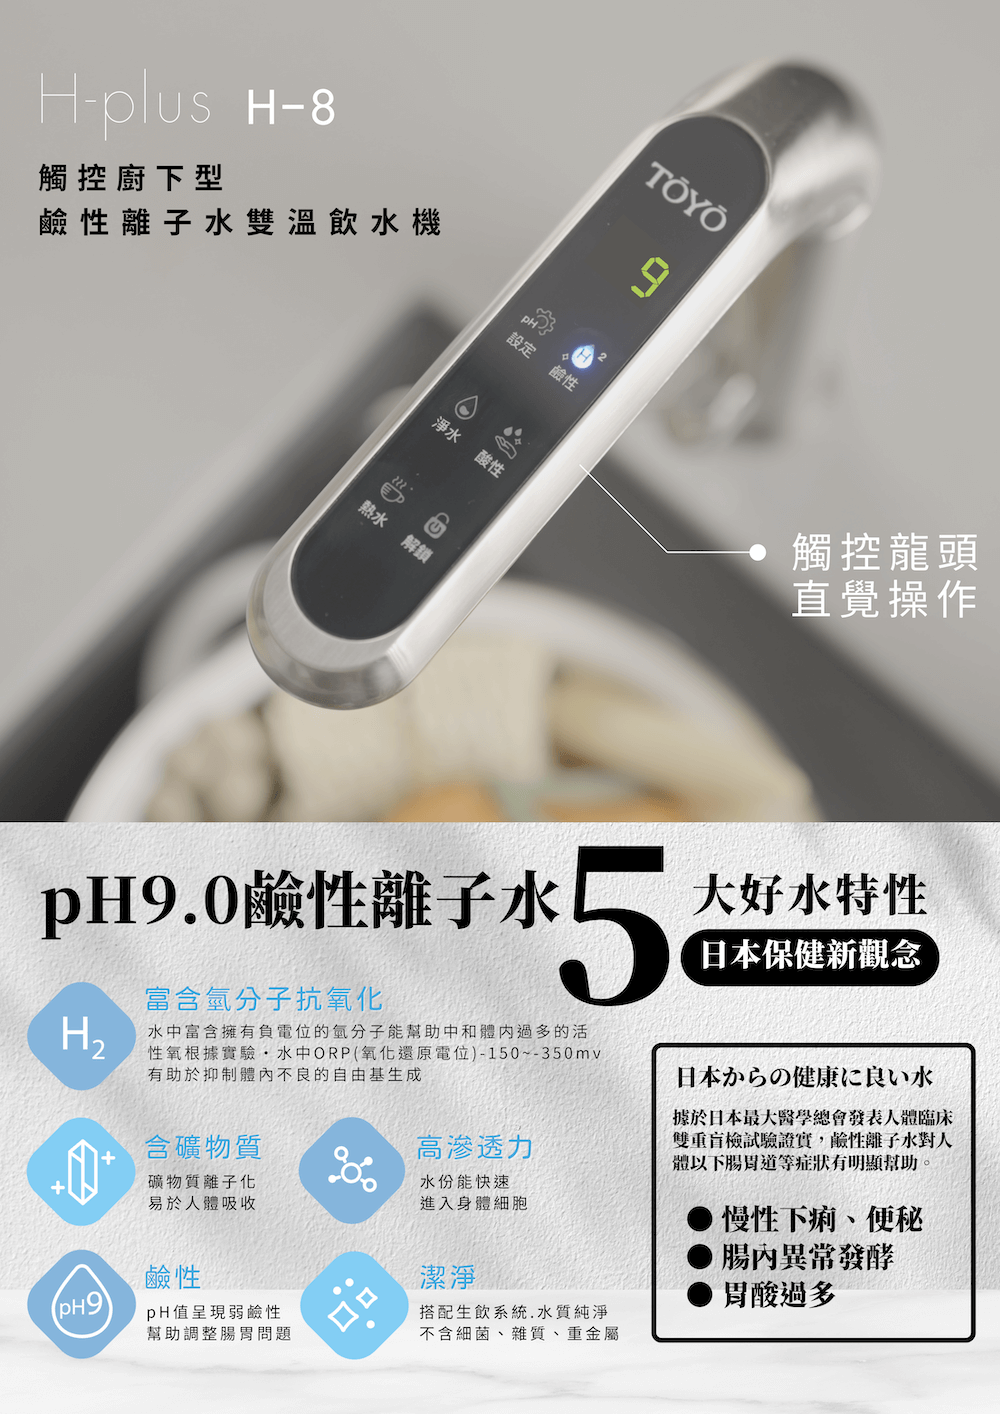 H-plus H-8
觸控廚下型
鹼性離子水雙溫飲水機
TŌYŌ
9
pH
設定
H 2
鹼性
淨水
酸性
熱水
解鎖
觸控龍頭
直覺操作
pH9.0鹼性離子水5大好水特性
日本保健新觀念
H2
富含氫分子抗氧化
水中富含擁有負電位的氫分子能幫助中和體內過多的活
性氧根據實驗・水中ORP(氧化還原電位)-150~-350mv
有助於抑制體內不良的自由基生成
含礦物質
礦物質離子化
易於人體吸收
高滲透力
水份能快速
進入身體細胞
pH9
鹼性
pH值呈現弱鹼性
幫助調整腸胃問題
潔淨
搭配生飲系統.水質純淨
不含細菌、雜質、重金屬
日本からの健康に良い水
據於日本最大醫學總會發表人體臨床
雙重盲檢試驗證實，鹼性離子水對人
體以下腸胃道等症狀有明顯幫助。
●慢性下痢、便秘
●腸內異常發酵
●胃酸過多